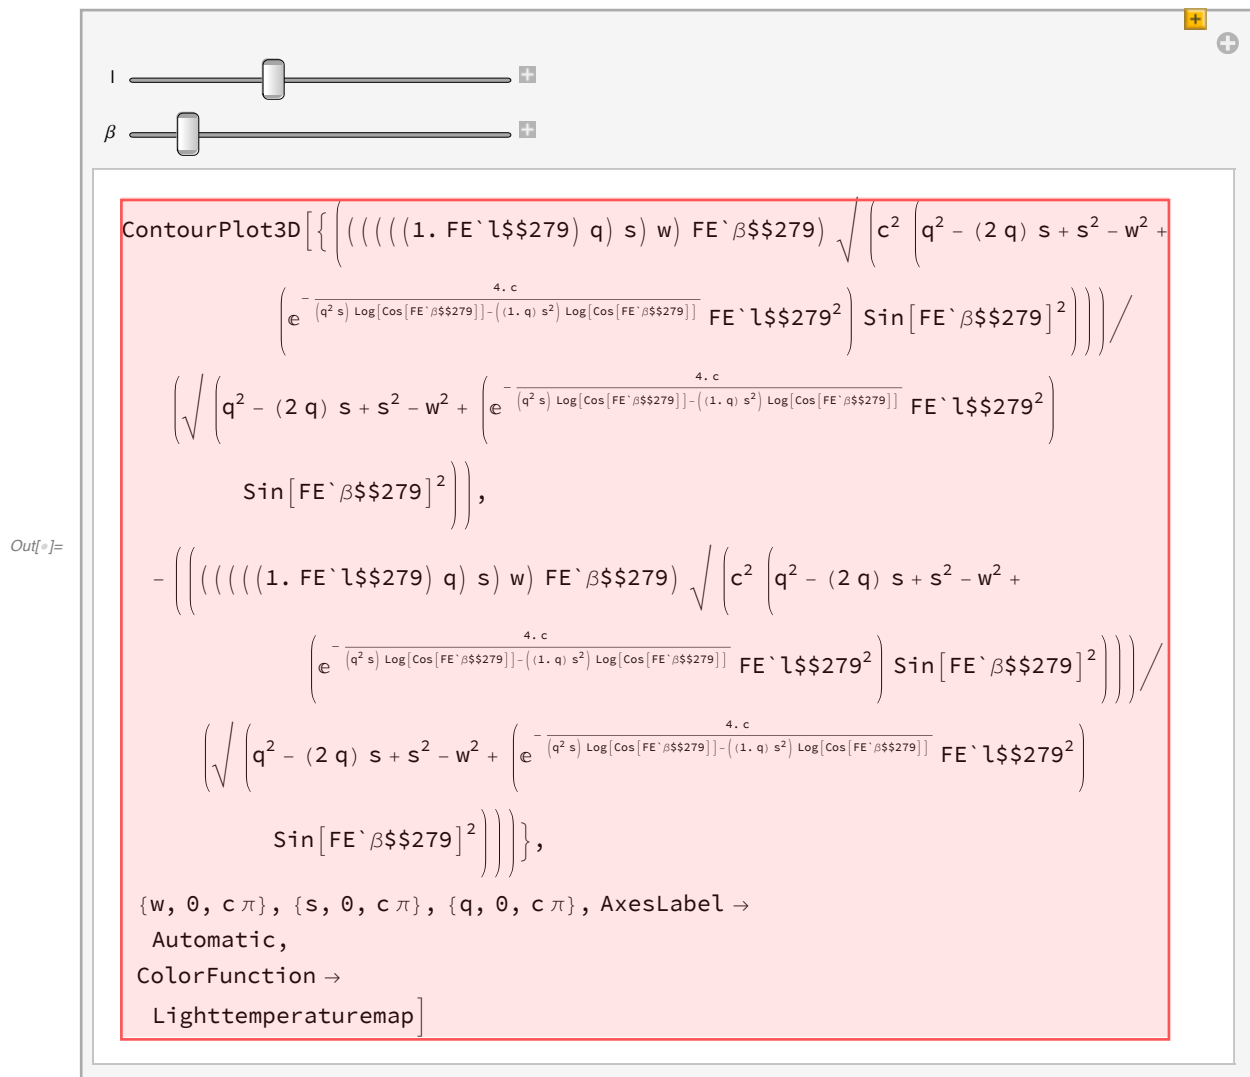 l
β
ContourPlot3D[{(((((((1. FE`l$$279) q) s) w) FE`β$$279) √(c² (q² - (2 q) s + s² - w² +
(ⅇ^(-4. c/((q² s) Log[Cos[FE`β$$279]] - ((1. q) s²) Log[Cos[FE`β$$279]])) FE`l$$279²) Sin[FE`β$$279]²))) /
(√(q² - (2 q) s + s² - w² + (ⅇ^(-4. c/((q² s) Log[Cos[FE`β$$279]] - ((1. q) s²) Log[Cos[FE`β$$279]])) FE`l$$279²)
Sin[FE`β$$279]²)),
Out[•]=
- (((((((1. FE`l$$279) q) s) w) FE`β$$279) √(c² (q² - (2 q) s + s² - w² +
(ⅇ^(-4. c/((q² s) Log[Cos[FE`β$$279]] - ((1. q) s²) Log[Cos[FE`β$$279]])) FE`l$$279²) Sin[FE`β$$279]²))) /
(√(q² - (2 q) s + s² - w² + (ⅇ^(-4. c/((q² s) Log[Cos[FE`β$$279]] - ((1. q) s²) Log[Cos[FE`β$$279]])) FE`l$$279²)
Sin[FE`β$$279]²)))},
{w, 0, c π}, {s, 0, c π}, {q, 0, c π}, AxesLabel →
Automatic,
ColorFunction →
Lighttemperaturemap]